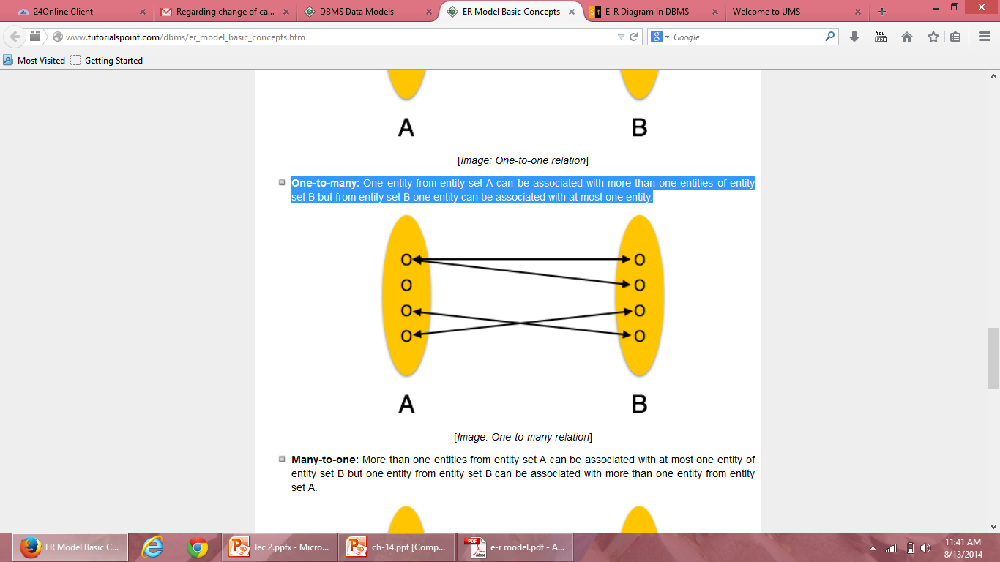 24Online Client
Regarding change of ca...
DBMS Data Models
ER Model Basic Concepts
E-R Diagram in DBMS
Welcome to UMS
www.tutorialspoint.com/dbms/er_model_basic_concepts.htm
Google
You Tube
Most Visited
Getting Started
A B
[Image: One-to-one relation]
One-to-many: One entity from entity set A can be associated with more than one entities of entity
set B but from entity set B one entity can be associated with at most one entity.
O O
O O
O O
O O
A B
[Image: One-to-many relation]
Many-to-one: More than one entities from entity set A can be associated with at most one entity of
entity set B but one entity from entity set B can be associated with more than one entity from entity
set A.
ER Model Basic C...
lec 2.pptx - Micro...
ch-14.ppt [Comp...
e-r model.pdf - A...
11:41 AM
8/13/2014